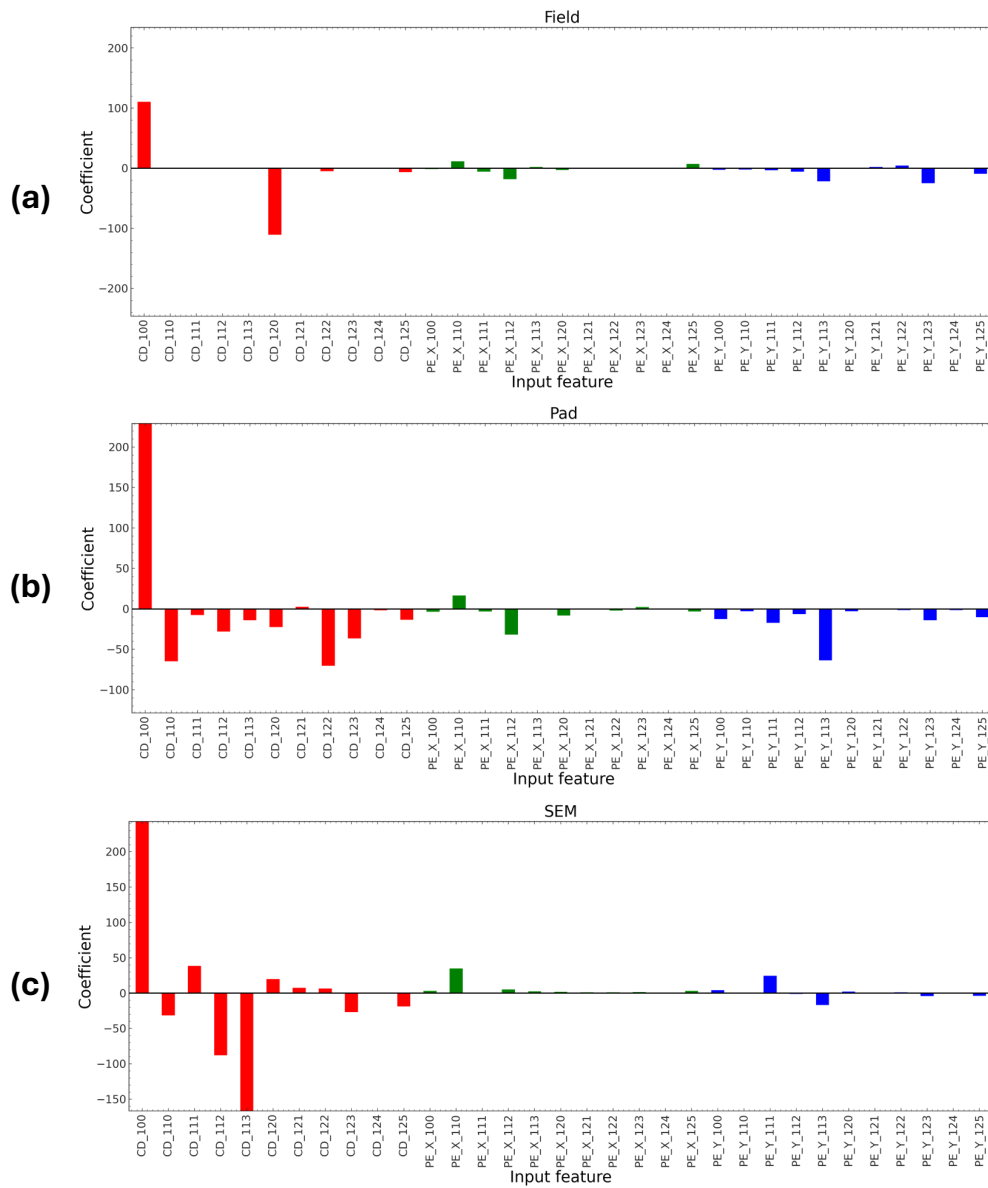 Field
(a)
Coefficient
200
100
0
−100
−200
CD_100 CD_110 CD_111 CD_112 CD_113 CD_120 CD_121 CD_122 CD_123 CD_124 CD_125 PE_X_100 PE_X_110 PE_X_111 PE_X_112 PE_X_113 PE_X_120 PE_X_121 PE_X_122 PE_X_123 PE_X_124 PE_X_125 PE_Y_100 PE_Y_110 PE_Y_111 PE_Y_112 PE_Y_113 PE_Y_120 PE_Y_121 PE_Y_122 PE_Y_123 PE_Y_124 PE_Y_125
Input feature
Pad
(b)
Coefficient
200
150
100
50
0
−50
−100
CD_100 CD_110 CD_111 CD_112 CD_113 CD_120 CD_121 CD_122 CD_123 CD_124 CD_125 PE_X_100 PE_X_110 PE_X_111 PE_X_112 PE_X_113 PE_X_120 PE_X_121 PE_X_122 PE_X_123 PE_X_124 PE_X_125 PE_Y_100 PE_Y_110 PE_Y_111 PE_Y_112 PE_Y_113 PE_Y_120 PE_Y_121 PE_Y_122 PE_Y_123 PE_Y_124 PE_Y_125
Input feature
SEM
(c)
Coefficient
200
150
100
50
0
−50
−100
−150
CD_100 CD_110 CD_111 CD_112 CD_113 CD_120 CD_121 CD_122 CD_123 CD_124 CD_125 PE_X_100 PE_X_110 PE_X_111 PE_X_112 PE_X_113 PE_X_120 PE_X_121 PE_X_122 PE_X_123 PE_X_124 PE_X_125 PE_Y_100 PE_Y_110 PE_Y_111 PE_Y_112 PE_Y_113 PE_Y_120 PE_Y_121 PE_Y_122 PE_Y_123 PE_Y_124 PE_Y_125
Input feature